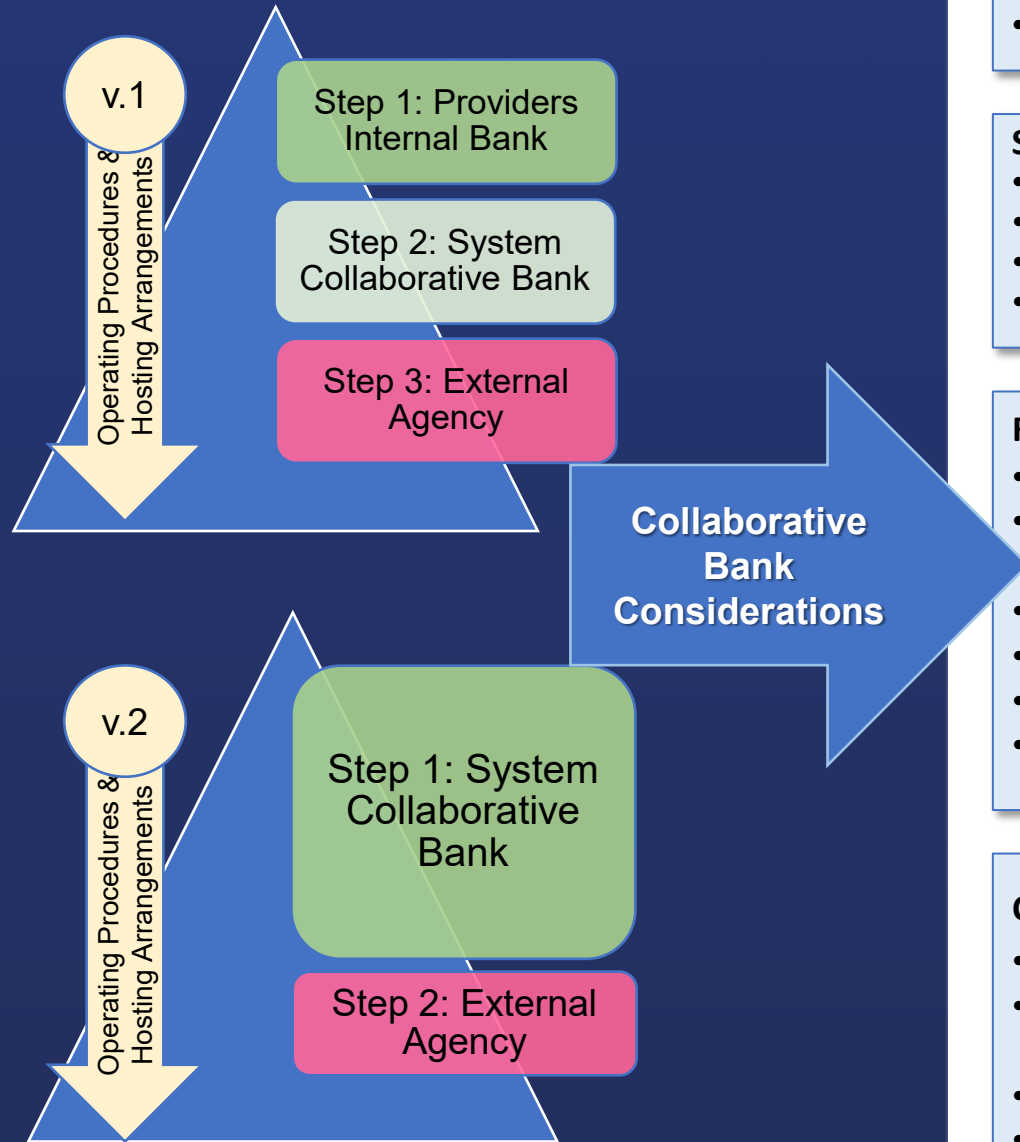 v.1
Operating Procedures &
Hosting Arrangements
Step 1: Providers
Internal Bank
Step 2: System
Collaborative Bank
Step 3: External
Agency
Collaborative
Bank
Considerations
v.2
Operating Procedures &
Hosting Arrangements
Step 1: System
Collaborative
Bank
Step 2: External
Agency